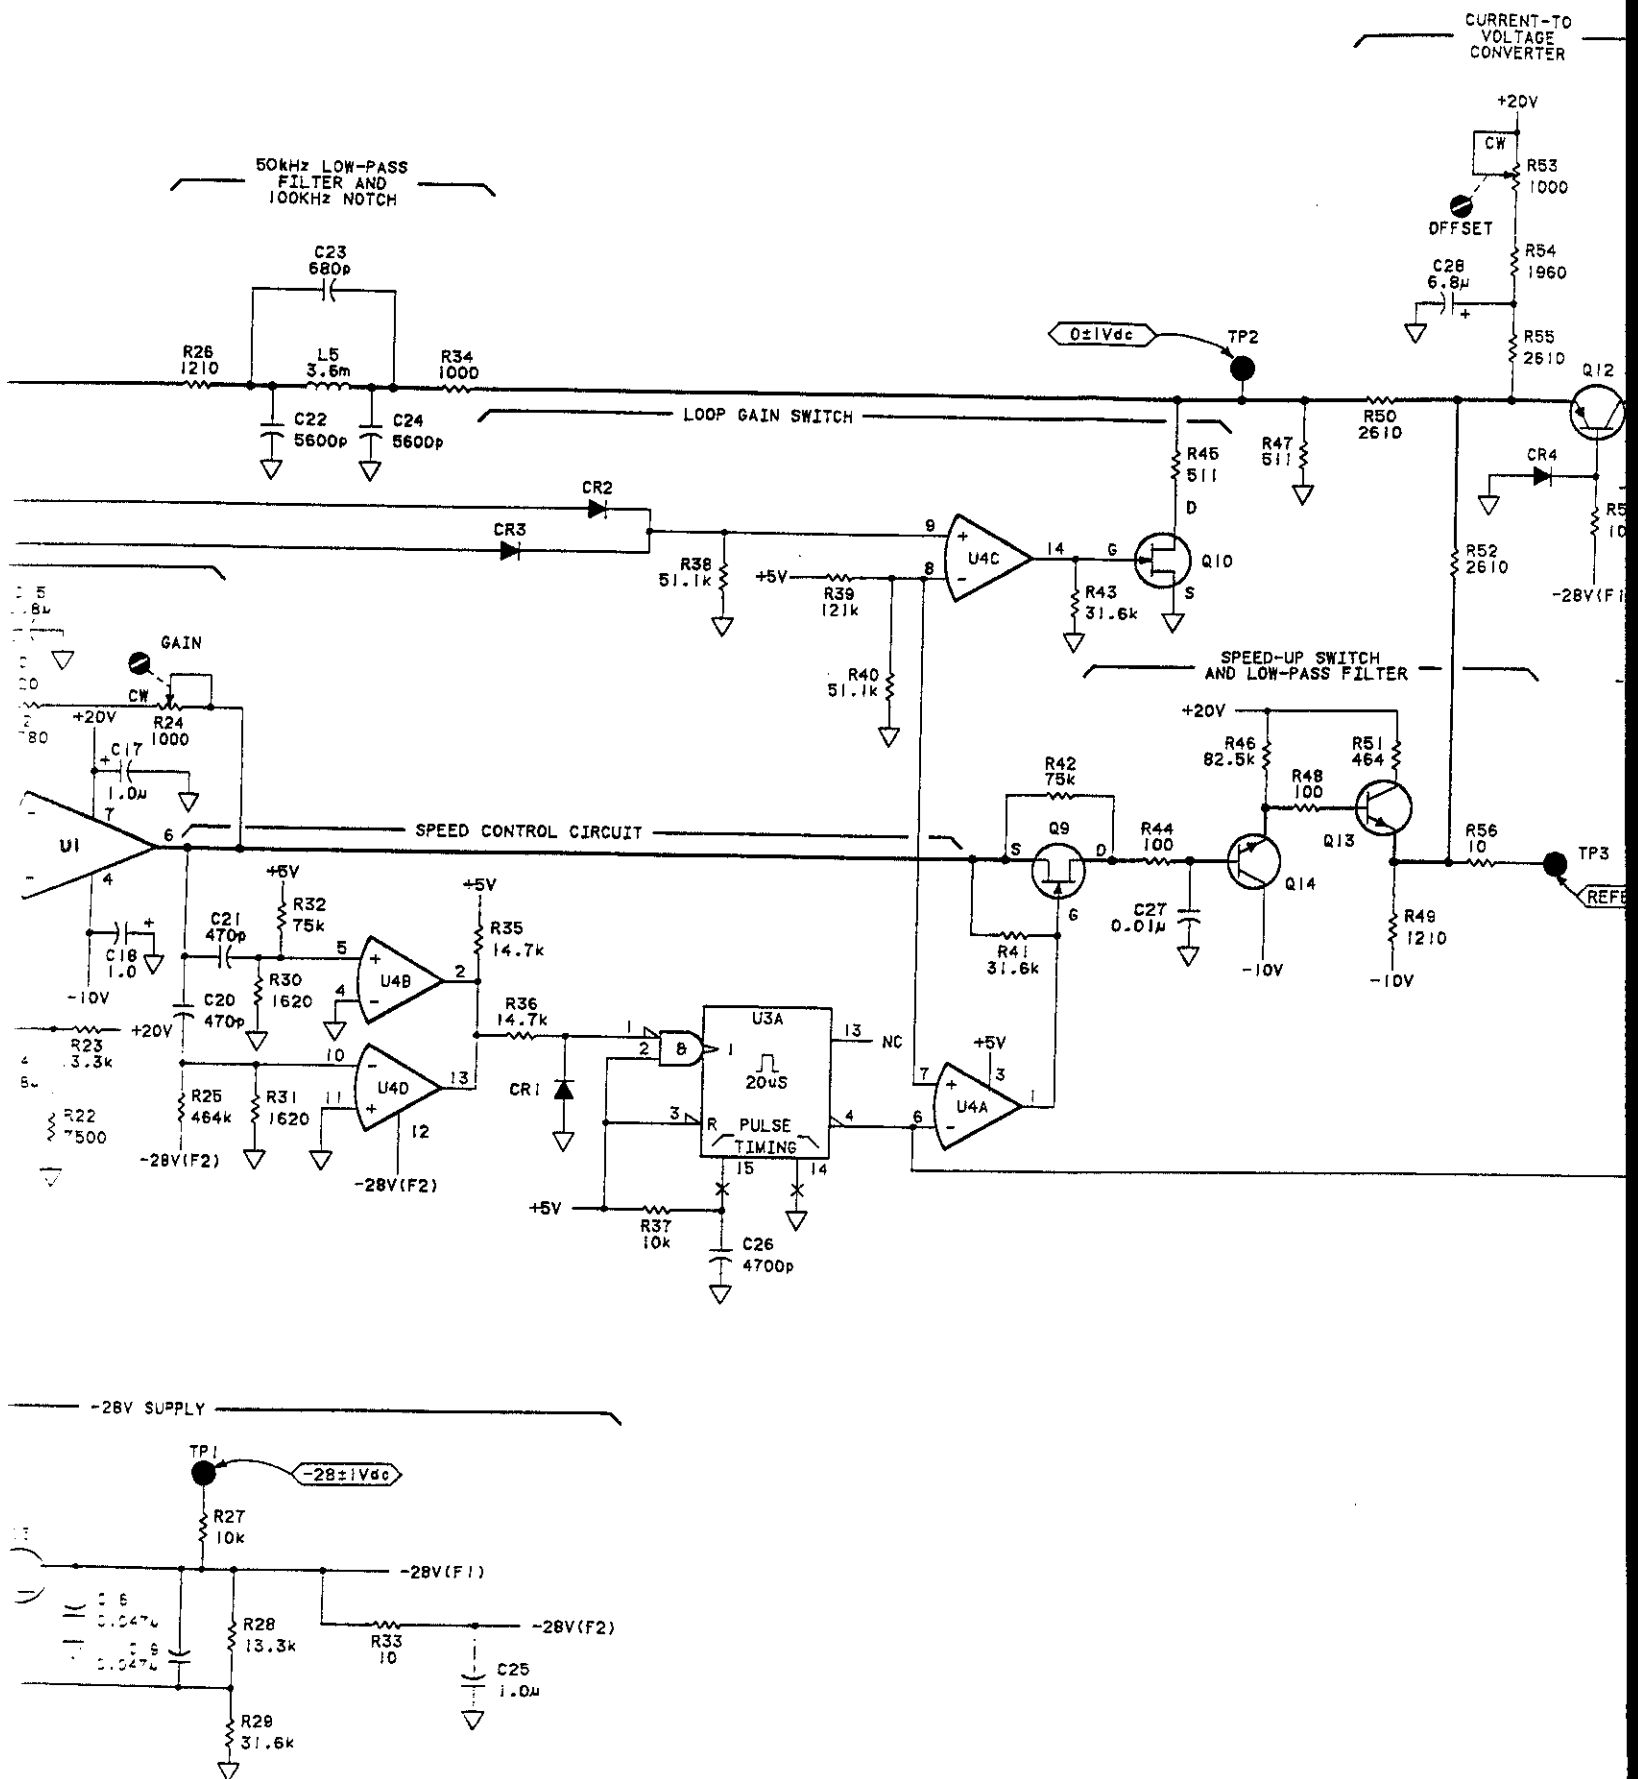 CURRENT-TO
VOLTAGE
CONVERTER
+20V
CW
R53
1000
OFFSET
R54
1960
C28
6.8µ
+
R55
2610
Q12
50kHz LOW-PASS
FILTER AND
100KHz NOTCH
C23
680p
R26
1210
L5
3.6m
R34
1000
C22
5600p
C24
5600p
LOOP GAIN SWITCH
0±1Vdc
TP2
R45
511
R47
511
R50
2610
CR4
-28V(F1
CR2
CR3
R38
51.1k
+5V
R39
121k
9
8
+
-
U4C
14
G
D
S
Q10
R43
31.6k
R52
2610
R40
51.1k
GAIN
CW
R24
1000
+20V
C17
+
1.0µ
7
U1
6
4
C18
+
1.0
-10V
SPEED CONTROL CIRCUIT
SPEED-UP SWITCH
AND LOW-PASS FILTER
+20V
R46
82.5k
R51
464
R48
100
Q13
R42
75k
Q9
S
D
G
R44
100
Q14
R56
10
TP3
REFE
C27
0.01µ
R49
1210
-10V
-10V
R41
31.6k
+5V
R32
75k
C21
470p
R30
1620
C20
470p
5
4
+
-
U4B
2
+5V
R35
14.7k
R36
14.7k
+20V
R23
R25
464k
R31
1620
10
11
-
+
U4D
13
12
-28V(F2)
-28V(F2)
R22
7500
CR1
1
2
&
1
U3A
20uS
13
NC
3
R
4
PULSE
TIMING
15
14
+5V
R37
10k
C26
4700p
+5V
3
7
6
+
-
U4A
1
-28V SUPPLY
TP1
-28±1Vdc
R27
10k
-28V(F1)
R28
13.3k
R33
10
-28V(F2)
C25
1.0µ
R29
31.6k